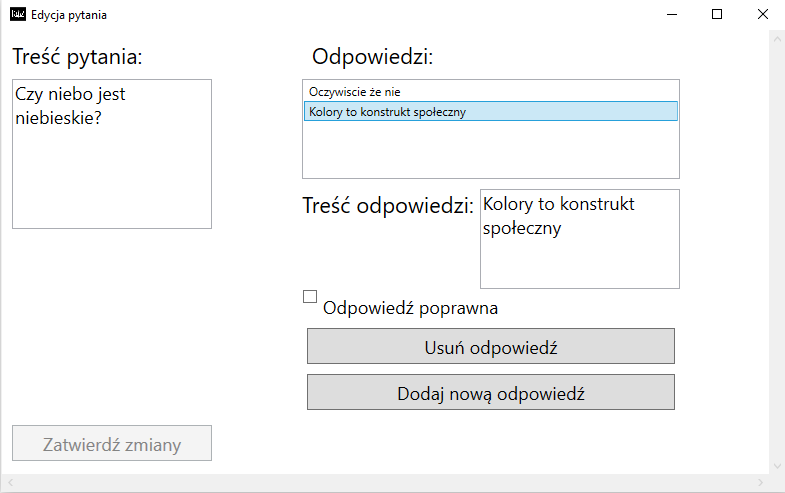 Edycja pytania
Treść pytania:
Czy niebo jest
niebieskie?
Odpowiedzi:
Oczywiscie że nie
Kolory to konstrukt społeczny
Treść odpowiedzi:
Kolory to konstrukt
społeczny
Odpowiedź poprawna
Usuń odpowiedź
Dodaj nową odpowiedź
Zatwierdź zmiany